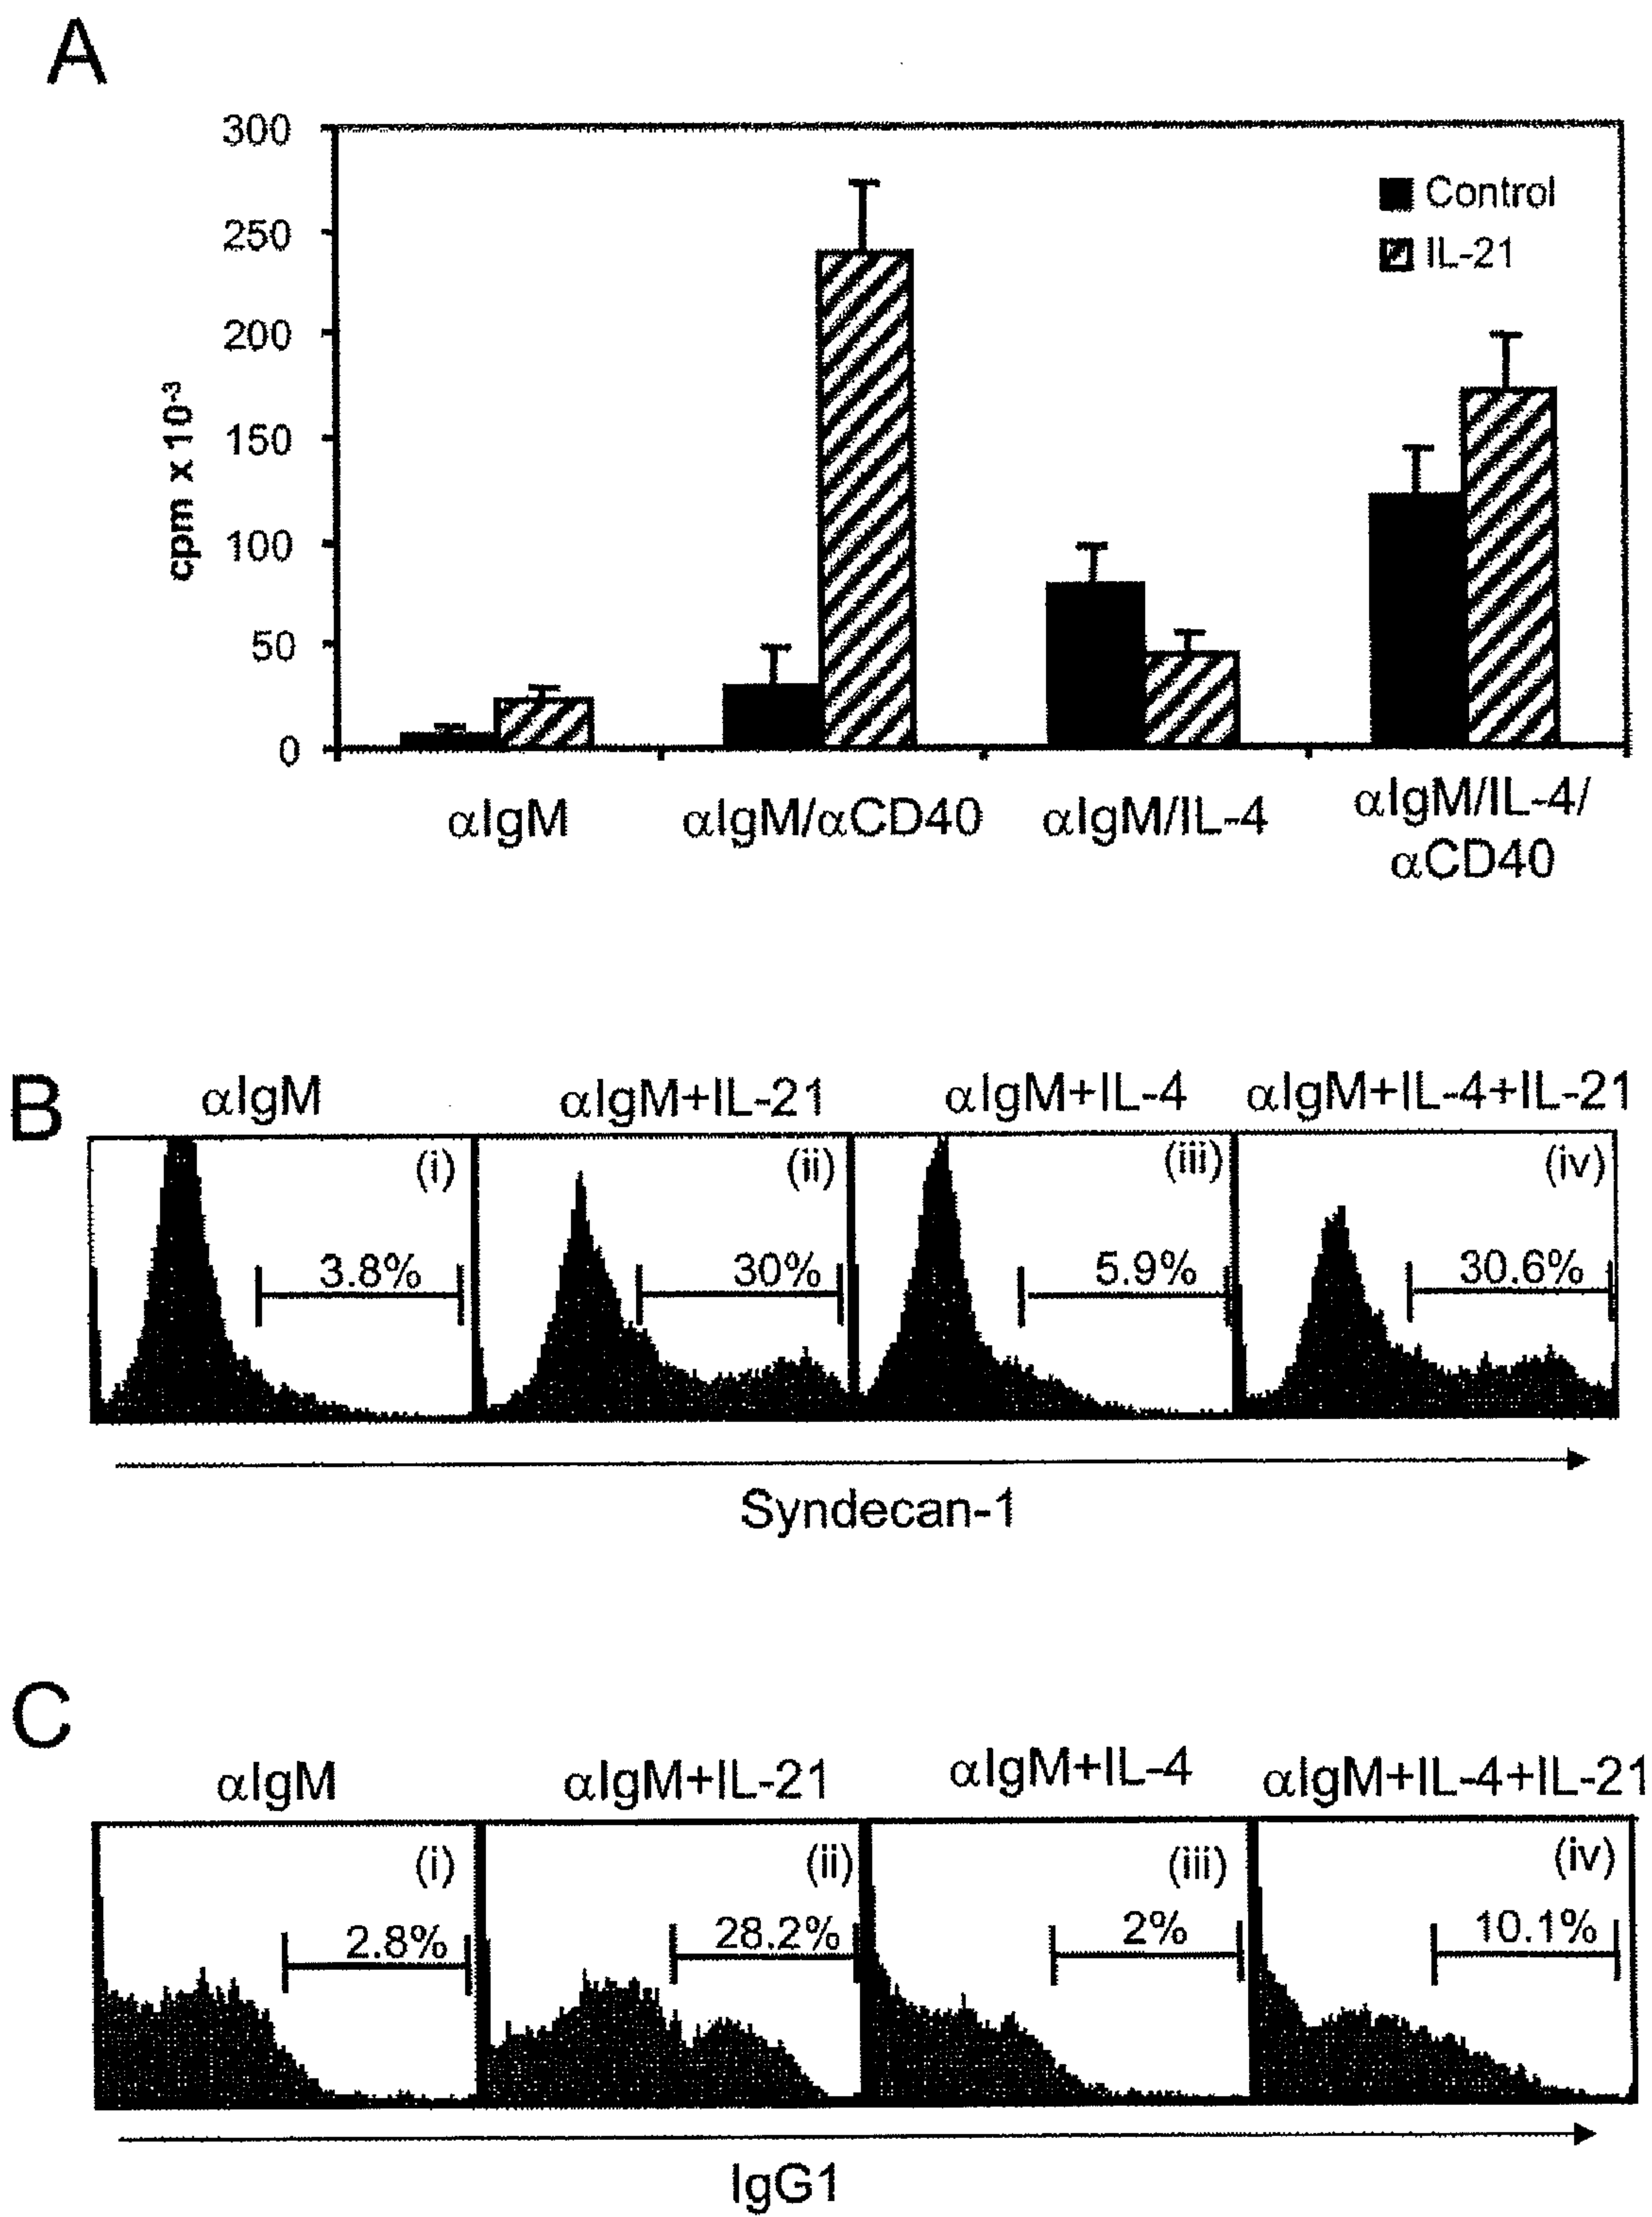 A
300
250
200
150
100
50
0
cpm x 10⁻³
Control
IL-21
αIgM
αIgM/αCD40
αIgM/IL-4
αIgM/IL-4/
αCD40
B
αIgM
αIgM+IL-21
αIgM+IL-4
αIgM+IL-4+IL-21
(i)
(ii)
(iii)
(iv)
3.8%
30%
5.9%
30.6%
Syndecan-1
C
αIgM
αIgM+IL-21
αIgM+IL-4
αIgM+IL-4+IL-21
(i)
(ii)
(iii)
(iv)
2.8%
28.2%
2%
10.1%
IgG1